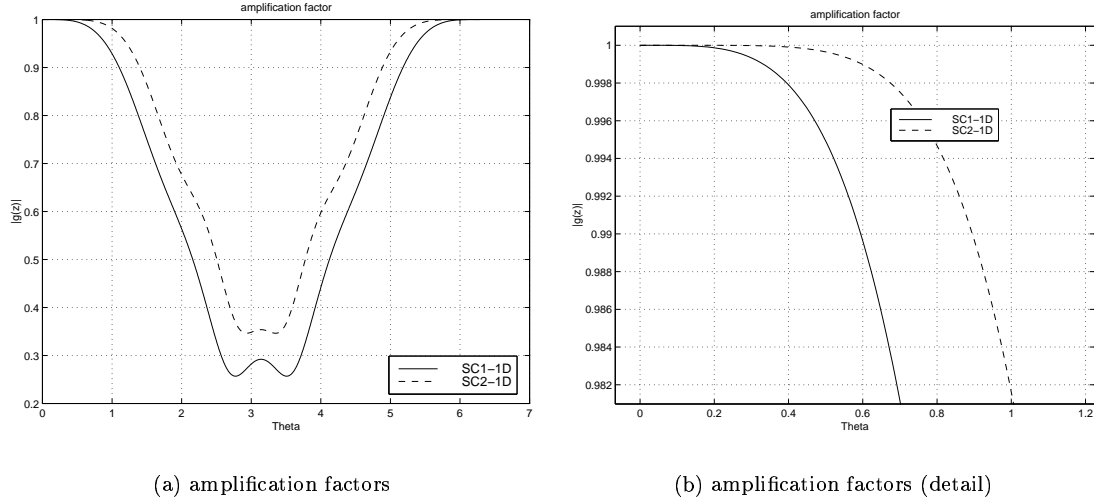 amplification factor
1
0.9
0.8
0.7
0.6
0.5
0.4
0.3
0.2
|g(z)|
SC1−1D
SC2−1D
0 1 2 3 4 5 6 7
Theta
(a) amplification factors
amplification factor
1
0.998
0.996
0.994
0.992
0.99
0.988
0.986
0.984
0.982
|g(z)|
SC1−1D
SC2−1D
0 0.2 0.4 0.6 0.8 1 1.2
Theta
(b) amplification factors (detail)